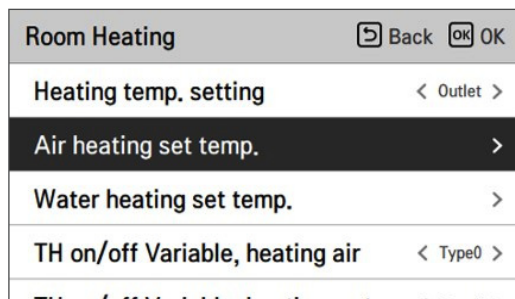 Room Heating Back OK OK
Heating temp. setting < Outlet >
Air heating set temp. >
Water heating set temp. >
TH on/off Variable, heating air < Type0 >